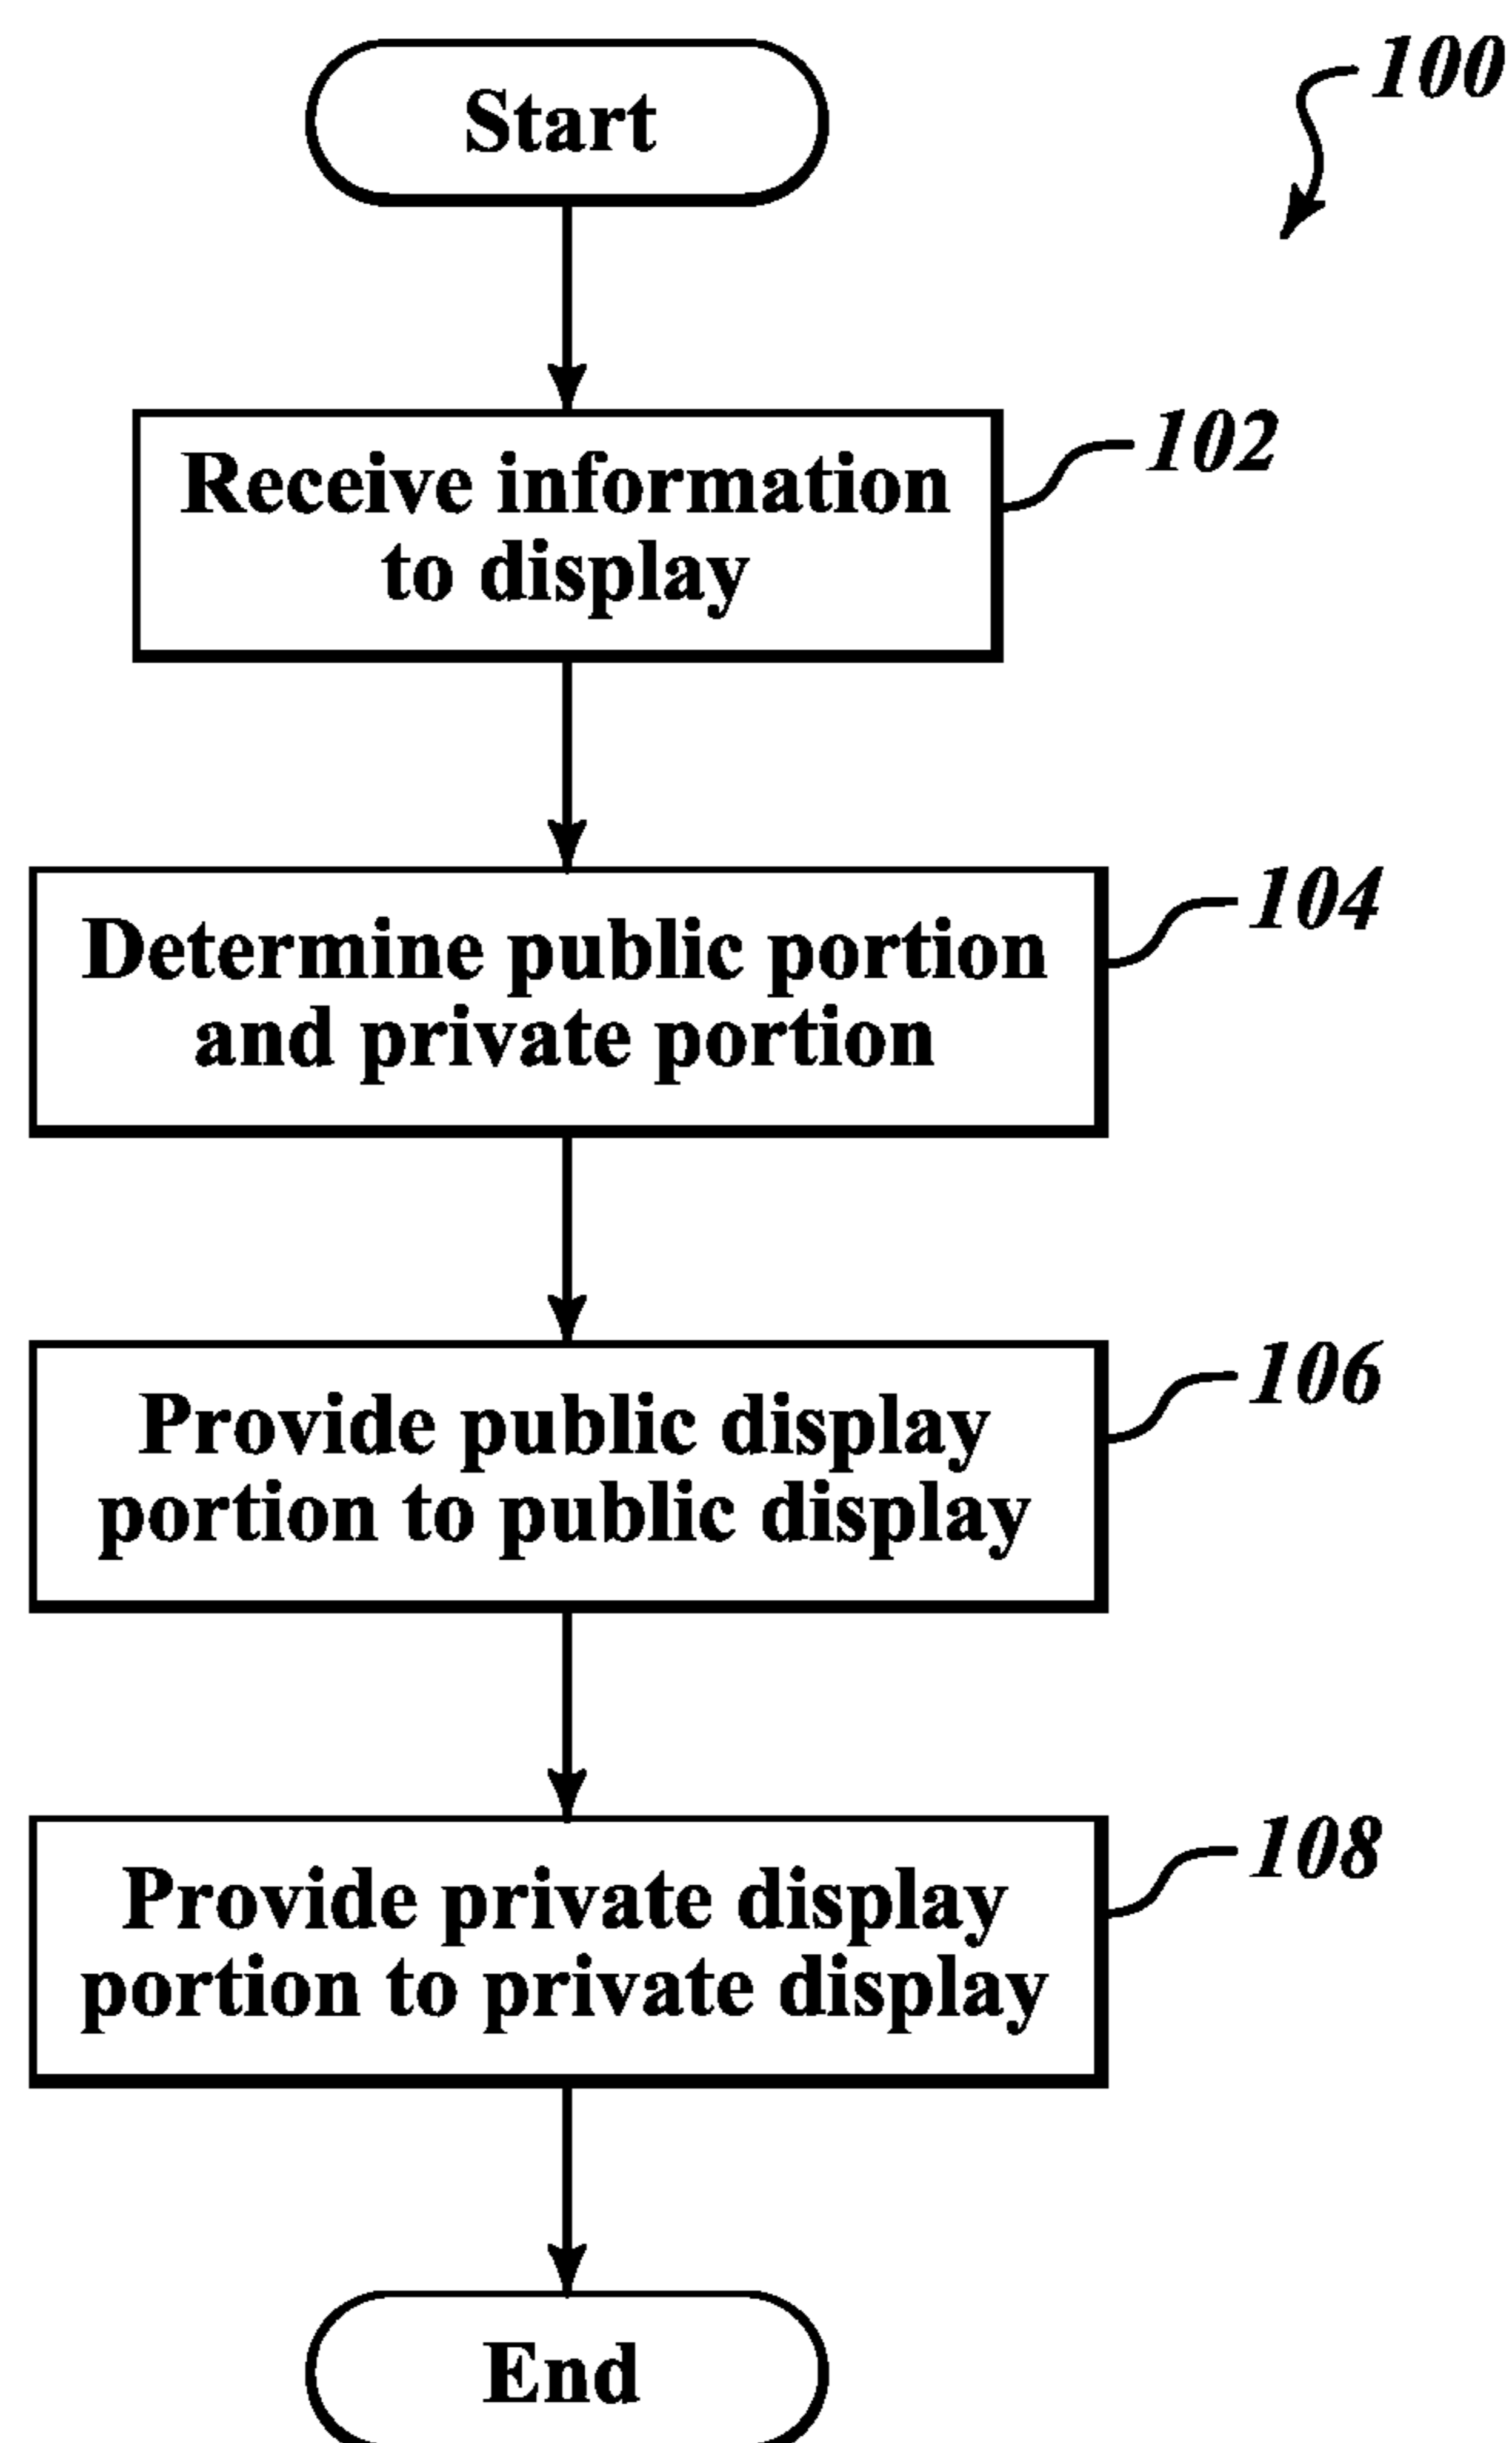 Start
100
Receive information
to display
102
Determine public portion
and private portion
104
Provide public display
portion to public display
106
Provide private display
portion to private display
108
End